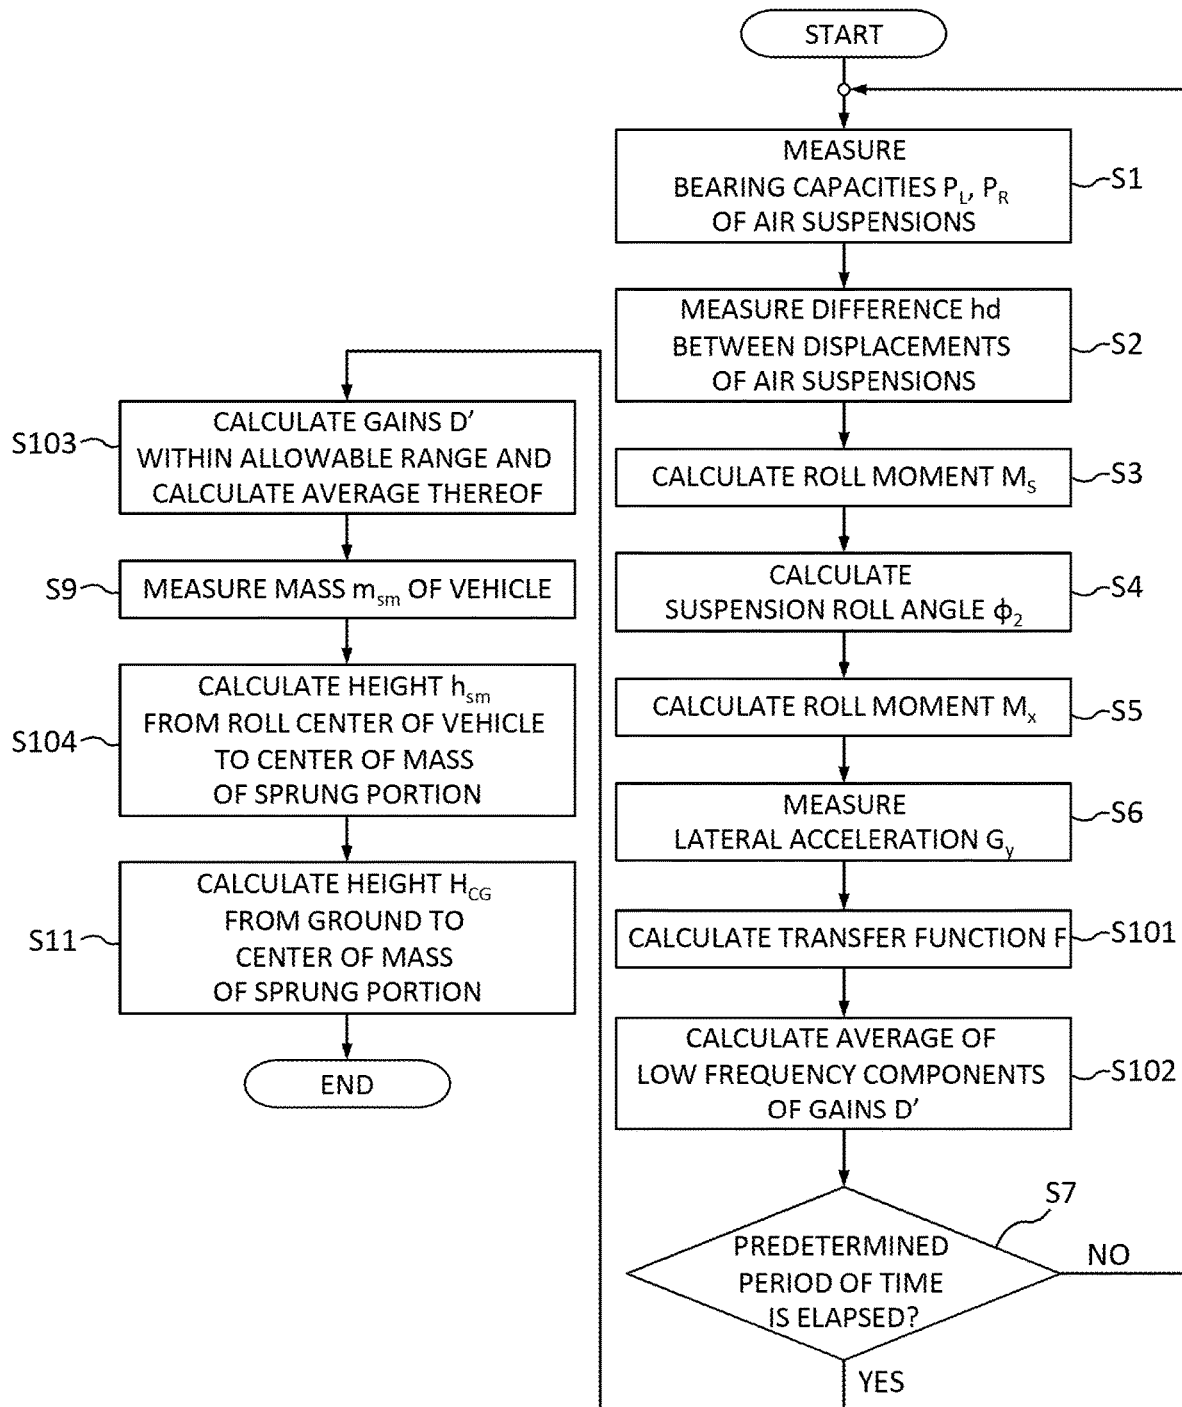 START
MEASURE
BEARING CAPACITIES P_L, P_R
OF AIR SUSPENSIONS
S1
MEASURE DIFFERENCE hd
BETWEEN DISPLACEMENTS
OF AIR SUSPENSIONS
S2
CALCULATE ROLL MOMENT M_S
S3
CALCULATE
SUSPENSION ROLL ANGLE ϕ_2
S4
CALCULATE ROLL MOMENT M_x
S5
MEASURE
LATERAL ACCELERATION G_y
S6
CALCULATE TRANSFER FUNCTION F
S101
CALCULATE AVERAGE OF
LOW FREQUENCY COMPONENTS
OF GAINS D’
S102
PREDETERMINED
PERIOD OF TIME
IS ELAPSED?
S7
NO
YES
S103
CALCULATE GAINS D’
WITHIN ALLOWABLE RANGE AND
CALCULATE AVERAGE THEREOF
S9
MEASURE MASS m_sm OF VEHICLE
S104
CALCULATE HEIGHT h_sm
FROM ROLL CENTER OF VEHICLE
TO CENTER OF MASS
OF SPRUNG PORTION
S11
CALCULATE HEIGHT H_CG
FROM GROUND TO
CENTER OF MASS
OF SPRUNG PORTION
END